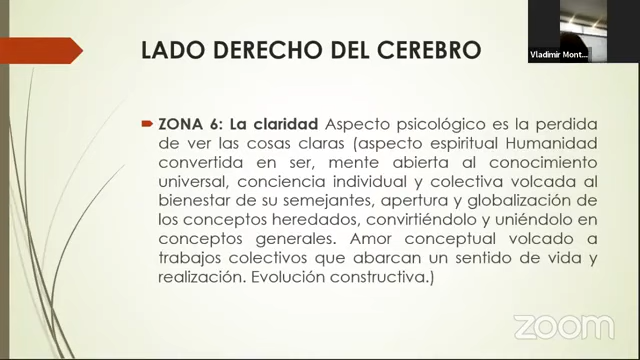 Vladimir Mont...
LADO DERECHO DEL CEREBRO
ZONA 6: La claridad Aspecto psicológico es la perdida
de ver las cosas claras (aspecto espiritual Humanidad
convertida en ser, mente abierta al conocimiento
universal, conciencia individual y colectiva volcada al
bienestar de su semejantes, apertura y globalización de
los conceptos heredados, convirtiéndolo y uniéndolo en
conceptos generales. Amor conceptual volcado a
trabajos colectivos que abarcan un sentido de vida y
realización. Evolución constructiva.)
zoom